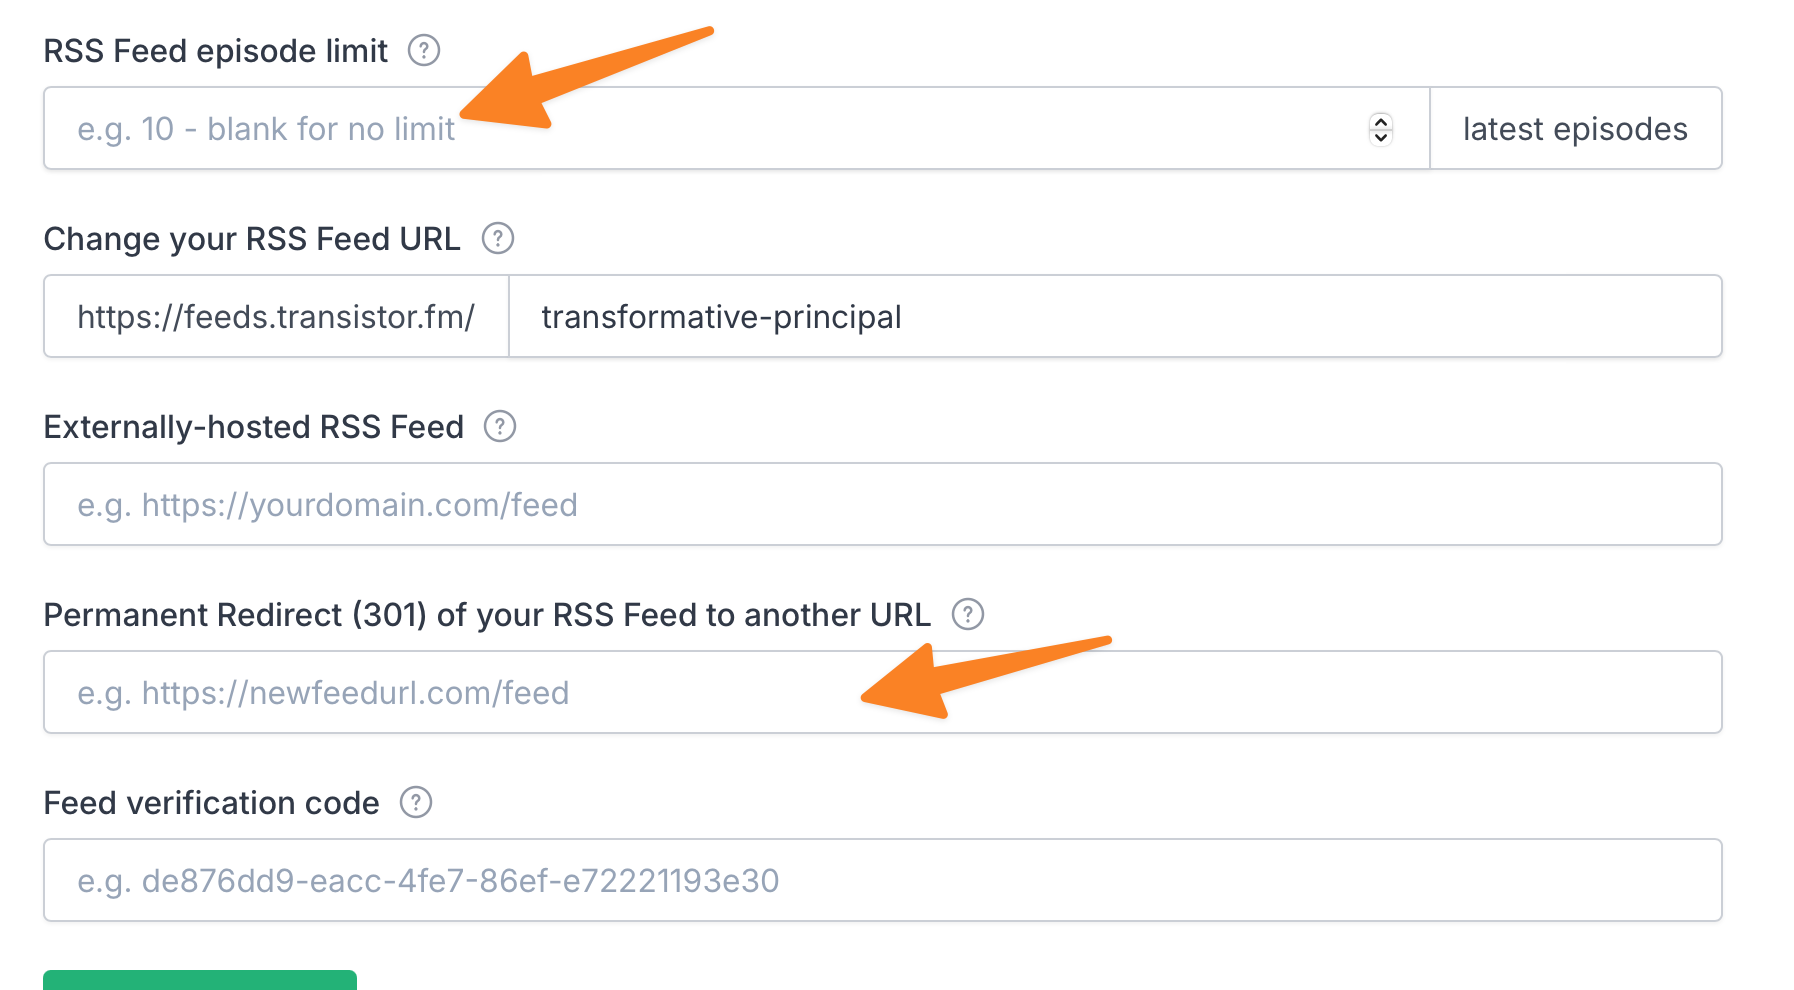 RSS Feed episode limit ?
e.g. 10 - blank for no limit
latest episodes
Change your RSS Feed URL ?
https://feeds.transistor.fm/
transformative-principal
Externally-hosted RSS Feed ?
e.g. https://yourdomain.com/feed
Permanent Redirect (301) of your RSS Feed to another URL ?
e.g. https://newfeedurl.com/feed
Feed verification code ?
e.g. de876dd9-eacc-4fe7-86ef-e72221193e30